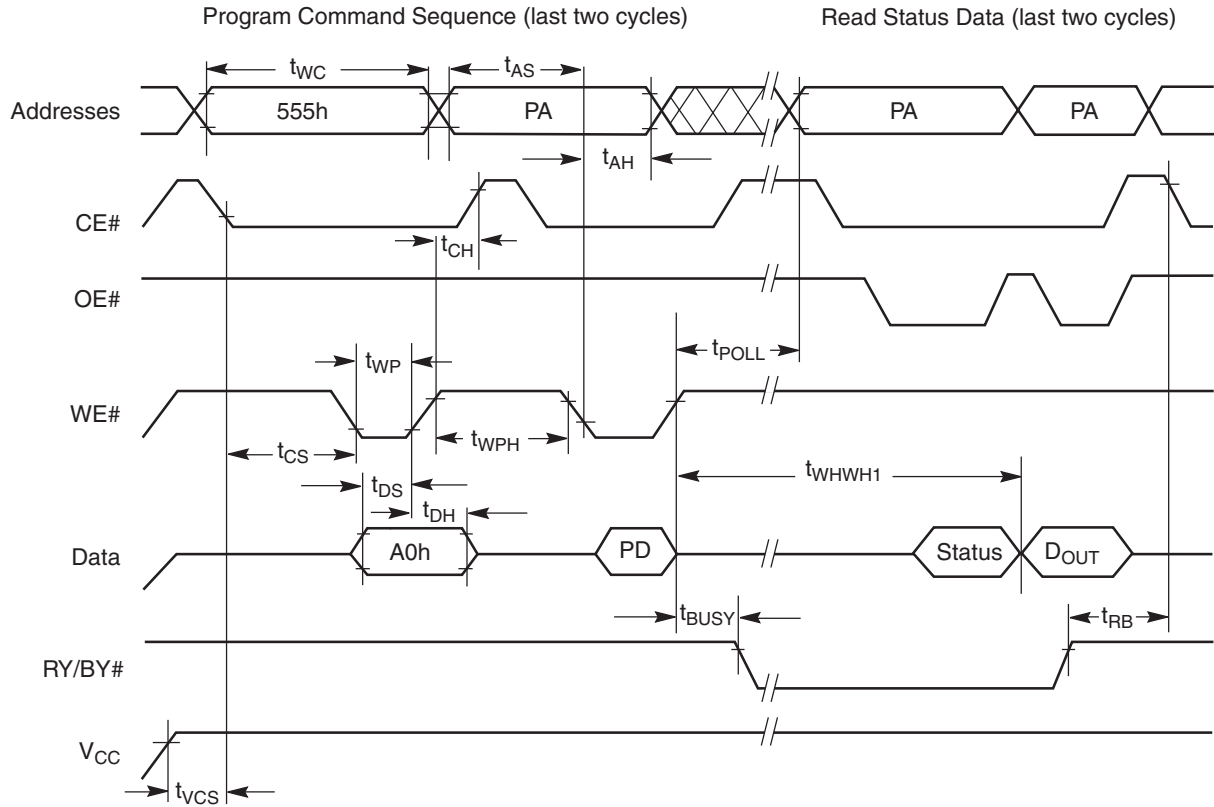 Program Command Sequence (last two cycles)
Read Status Data (last two cycles)
tWC
tAS
Addresses
555h
PA
PA
PA
tAH
CE#
tCH
OE#
tWP
tPOLL
WE#
tCS
tWPH
tWHWH1
tDS
tDH
Data
A0h
PD
Status
DOUT
tBUSY
tRB
RY/BY#
VCC
tVCS